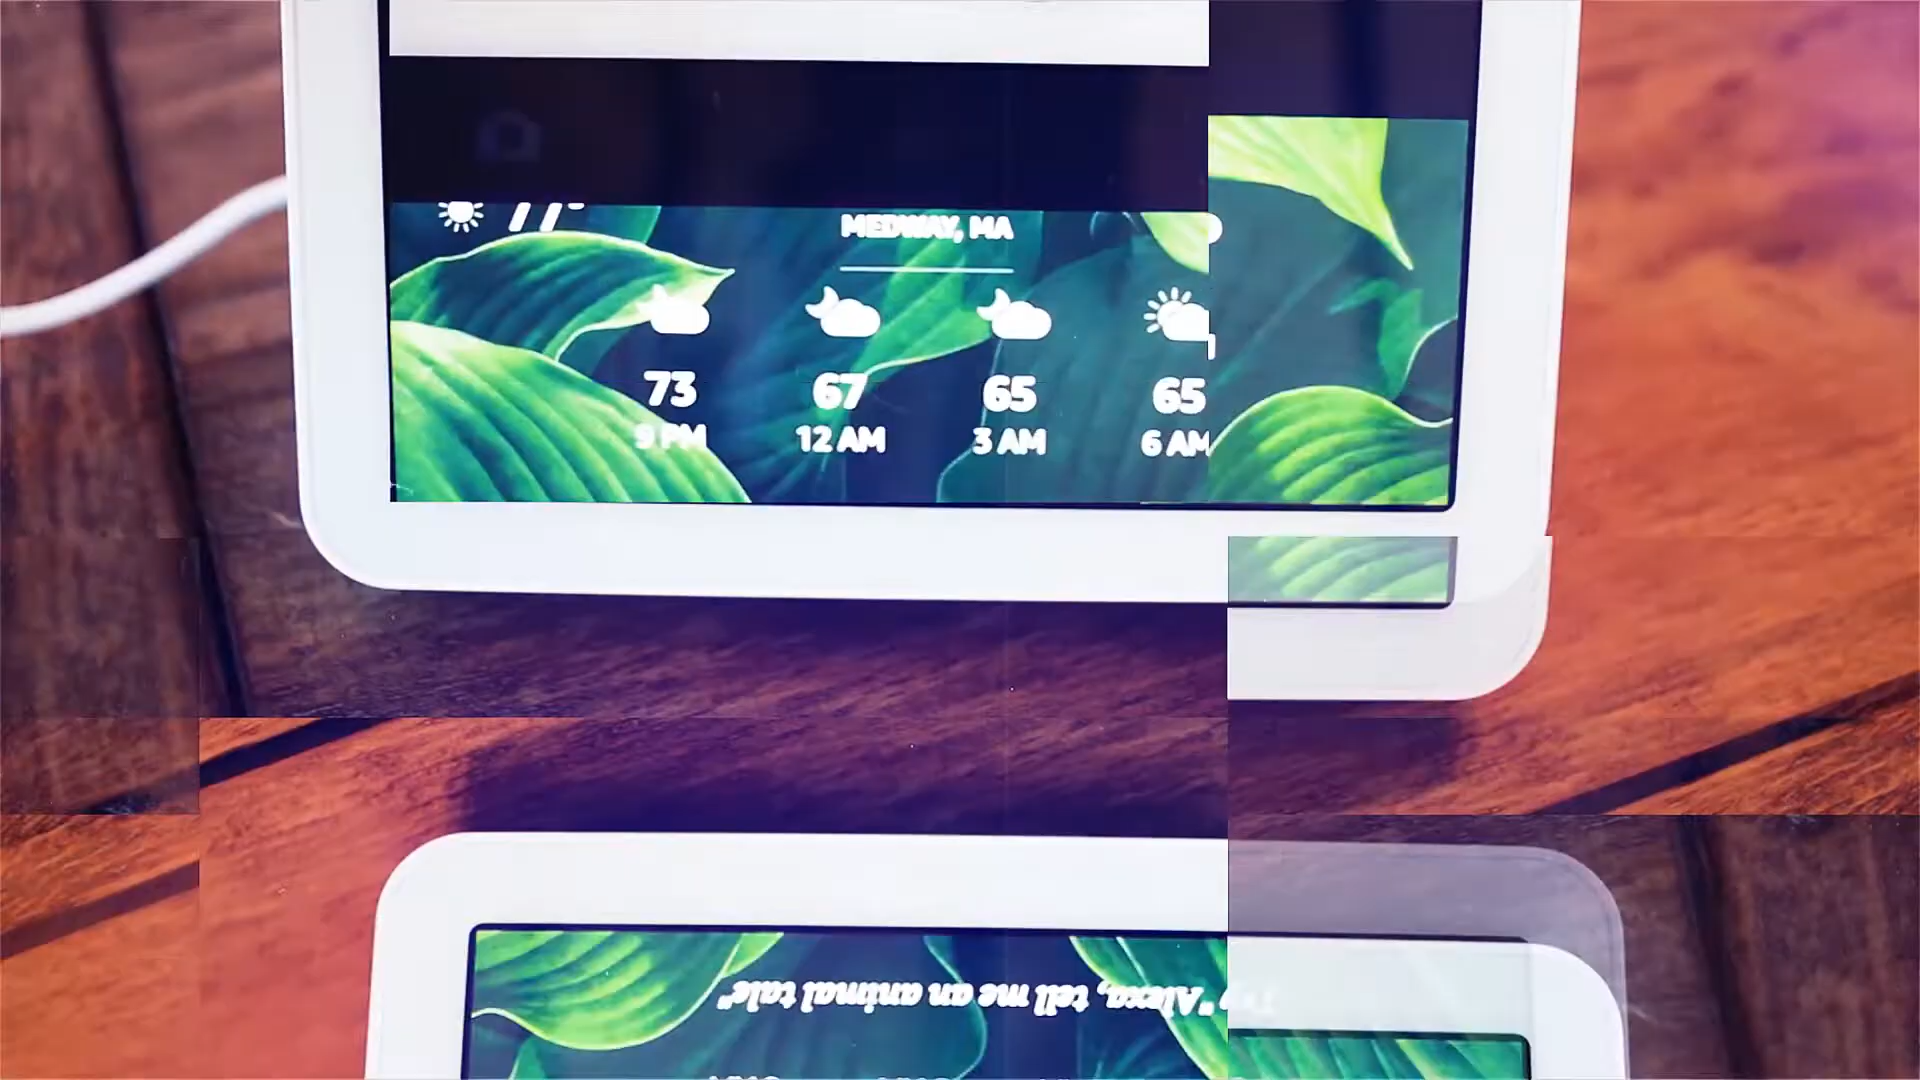 77°
MEDWAY, MA
73 67 65 65
9 PM 12 AM 3 AM 6 AM
"Alexa, tell me an animal tale"